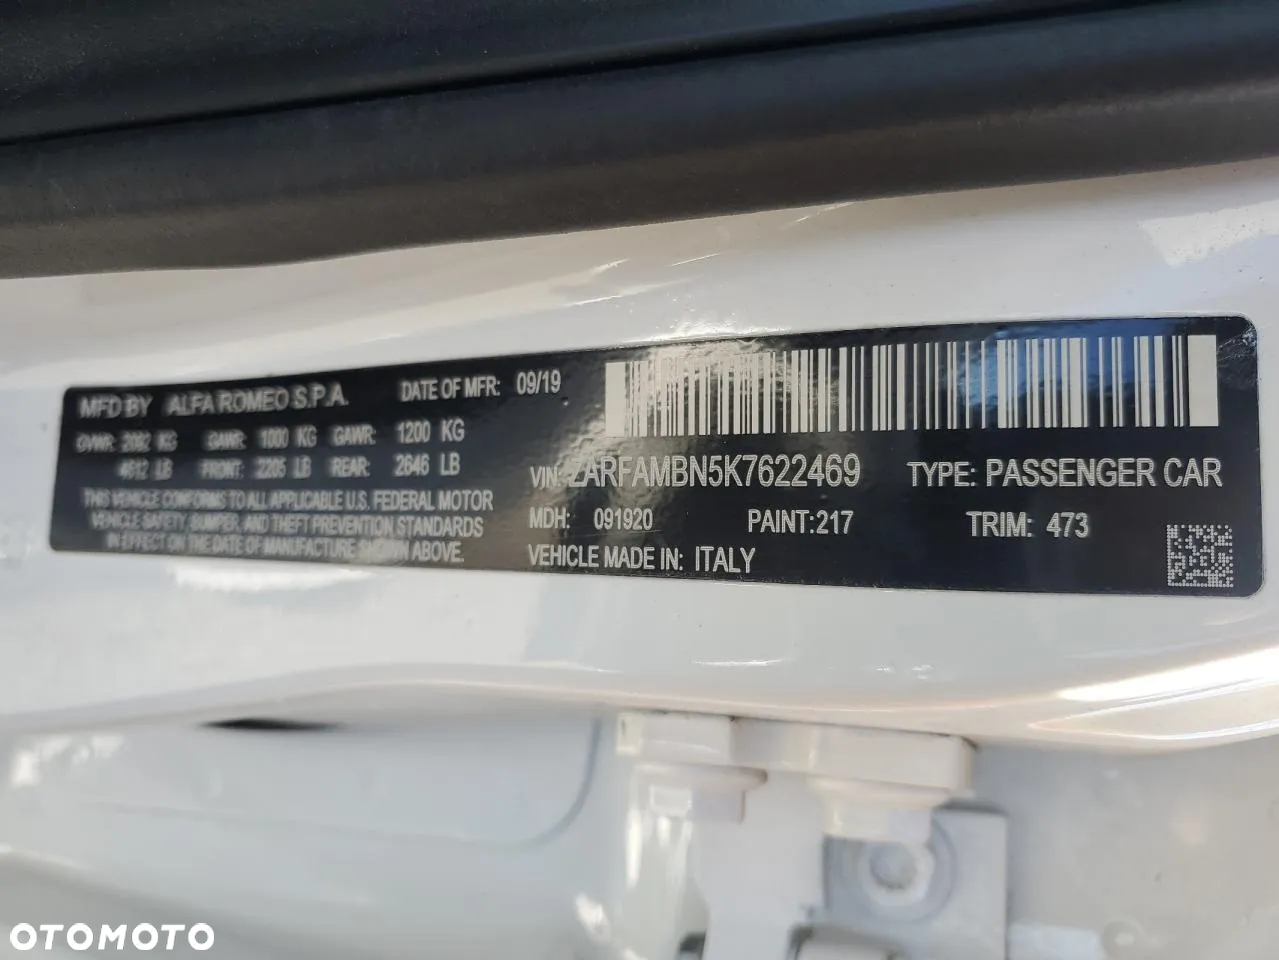 MFD BY ALFA ROMEO S.P.A. DATE OF MFR: 09/19
GVWR: 2092 KG GAWR: 1000 KG GAWR: 1200 KG
4612 LB FRONT: 2205 LB REAR: 2646 LB
THIS VEHICLE CONFORMS TO ALL APPLICABLE U.S. FEDERAL MOTOR
VEHICLE SAFETY, BUMPER, AND THEFT PREVENTION STANDARDS
IN EFFECT ON THE DATE OF MANUFACTURE SHOWN ABOVE.
VIN: ZARFAMBN5K7622469 TYPE: PASSENGER CAR
MDH: 091920 PAINT: 217 TRIM: 473
VEHICLE MADE IN: ITALY
OTOMOTO